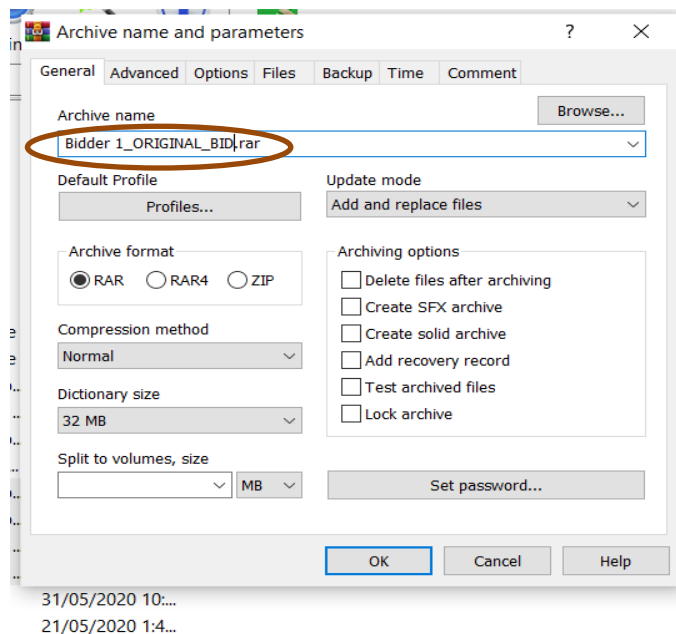 Archive name and parameters ? ×
General Advanced Options Files Backup Time Comment
Archive name Browse...
Bidder 1_ORIGINAL_BID.rar
Default Profile Update mode
Profiles... Add and replace files
Archive format Archiving options
RAR RAR4 ZIP Delete files after archiving
Create SFX archive
Compression method Create solid archive
Normal Add recovery record
Dictionary size Test archived files
32 MB Lock archive
Split to volumes, size
MB Set password...
OK Cancel Help
31/05/2020 10:...
21/05/2020 1:4...